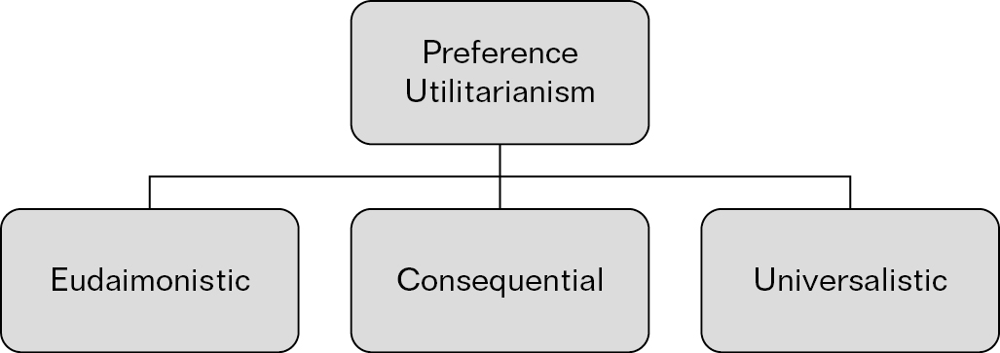 Preference
Utilitarianism
Eudaimonistic
Consequential
Universalistic